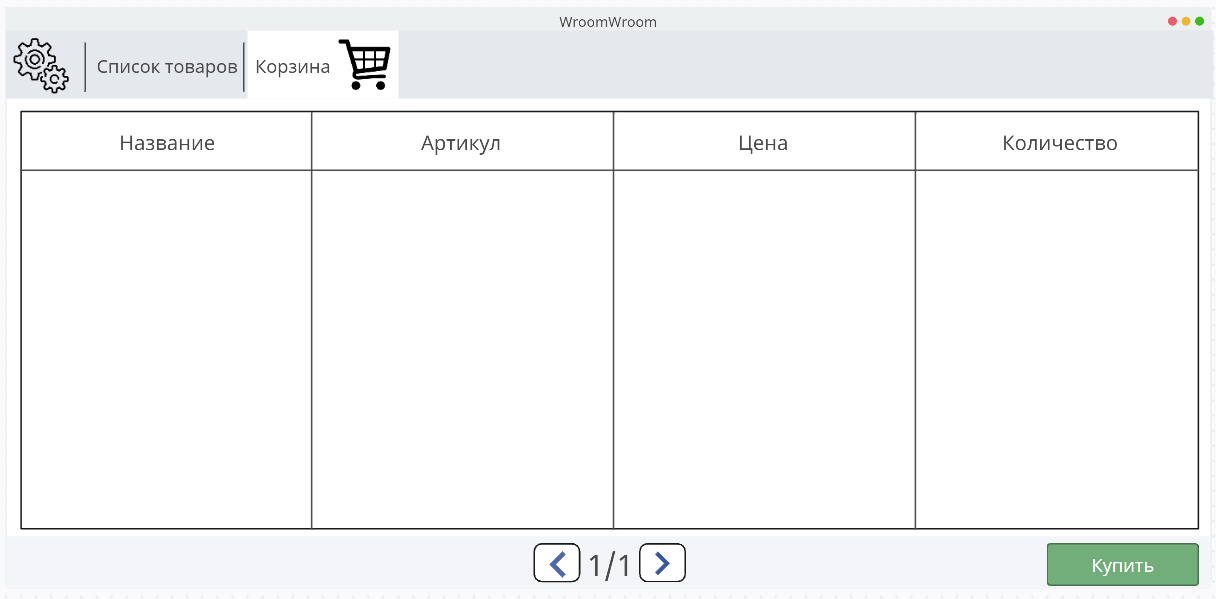 WroomWroom
Список товаров Корзина
Название Артикул Цена Количество
1/1 Купить